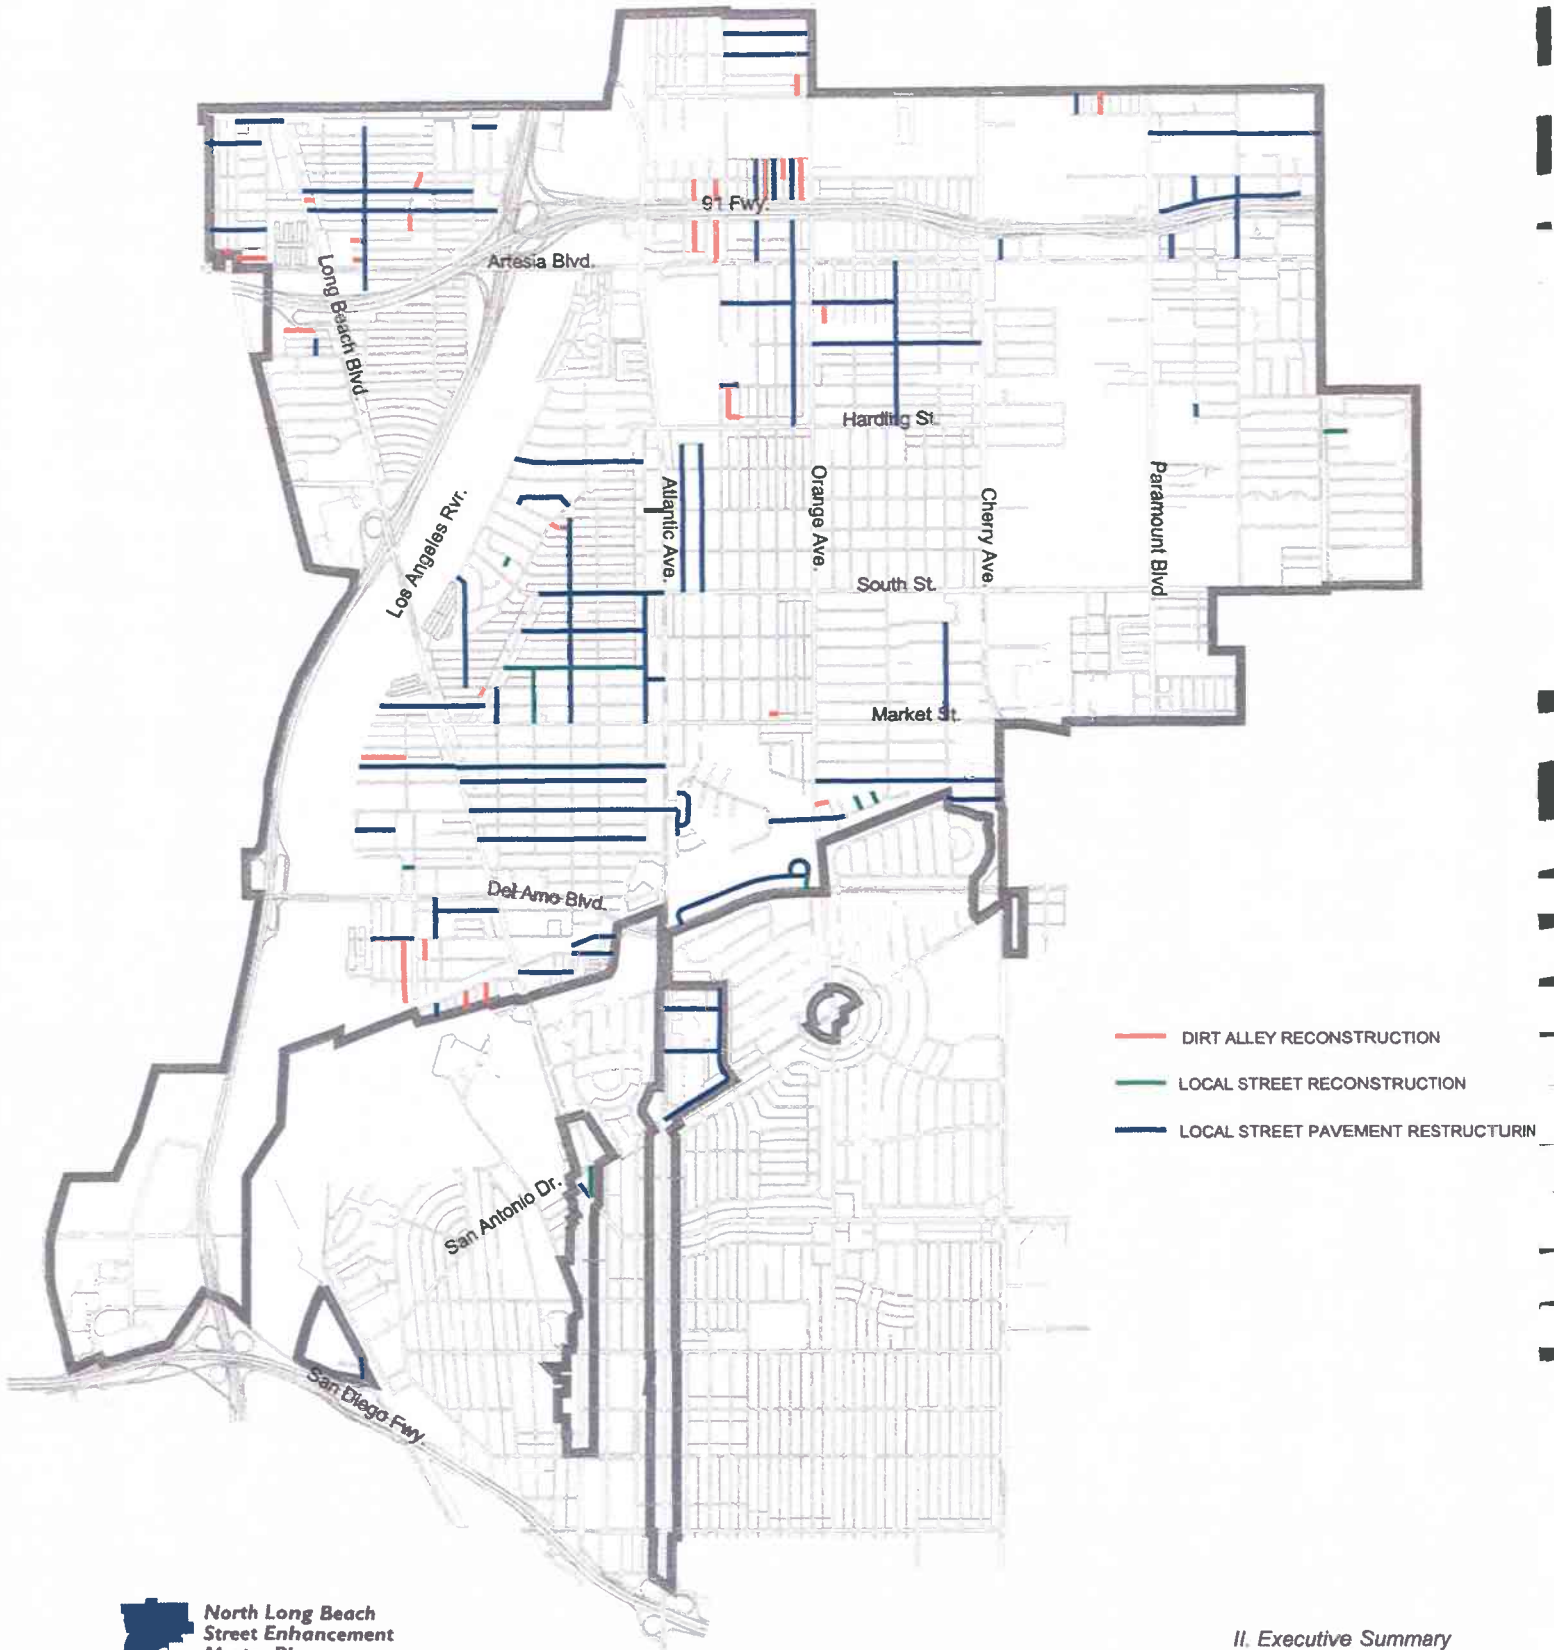 91 Fwy.
Artesia Blvd.
Long Beach Blvd.
Harding St.
Los Angeles Rvr.
Atlantic Ave.
Orange Ave.
Cherry Ave.
Paramount Blvd
South St.
Market St.
Del Amo Blvd.
DIRT ALLEY RECONSTRUCTION
LOCAL STREET RECONSTRUCTION
LOCAL STREET PAVEMENT RESTRUCTURIN
San Antonio Dr.
San Diego Fwy.
North Long Beach
Street Enhancement
II. Executive Summary